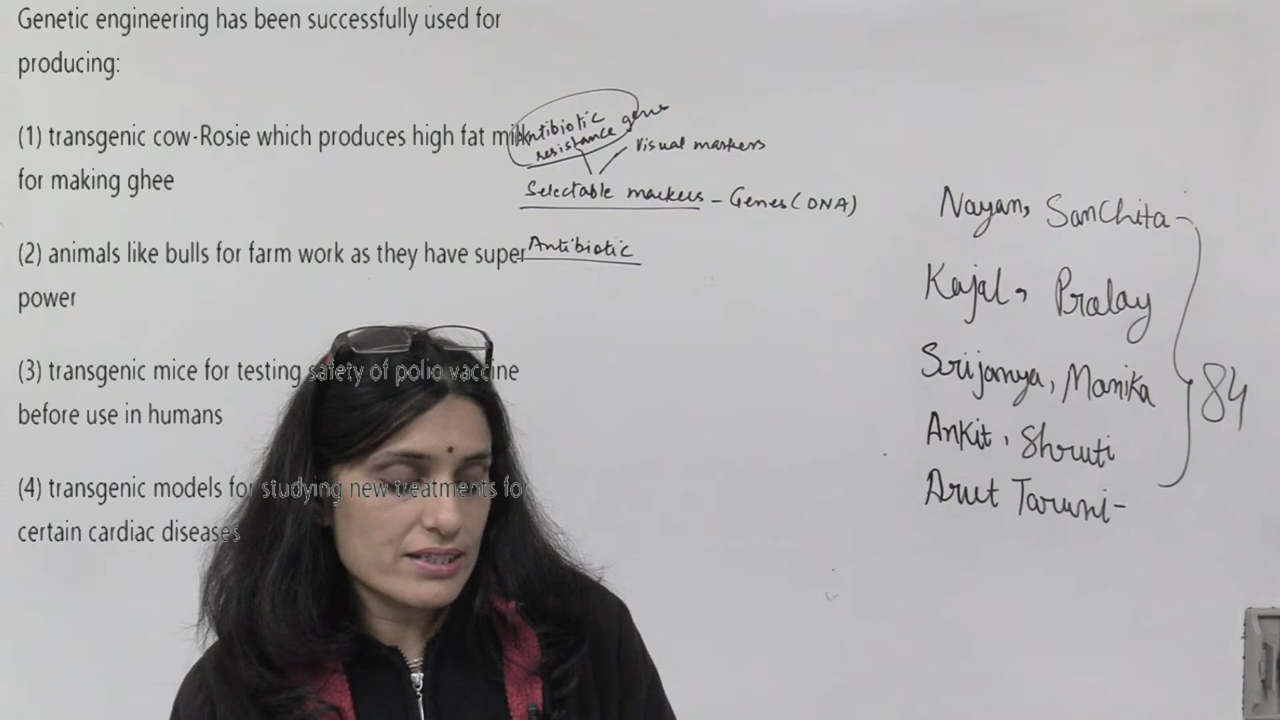 Genetic engineering has been successfully used for
producing:
(1) transgenic cow-Rosie which produces high fat milk
for making ghee
(2) animals like bulls for farm work as they have super
power
(3) transgenic mice for testing safety of polio vaccine
before use in humans
(4) transgenic models for studying new treatments for
certain cardiac diseases
Antibiotic
resistance gene
Visual markers
Selectable markers - Genes (DNA)
Antibiotic
Nayan, Sanchita -
Kajal, Pralay
Srijanya, Manika
84
Ankit, Shruti
Taruni -